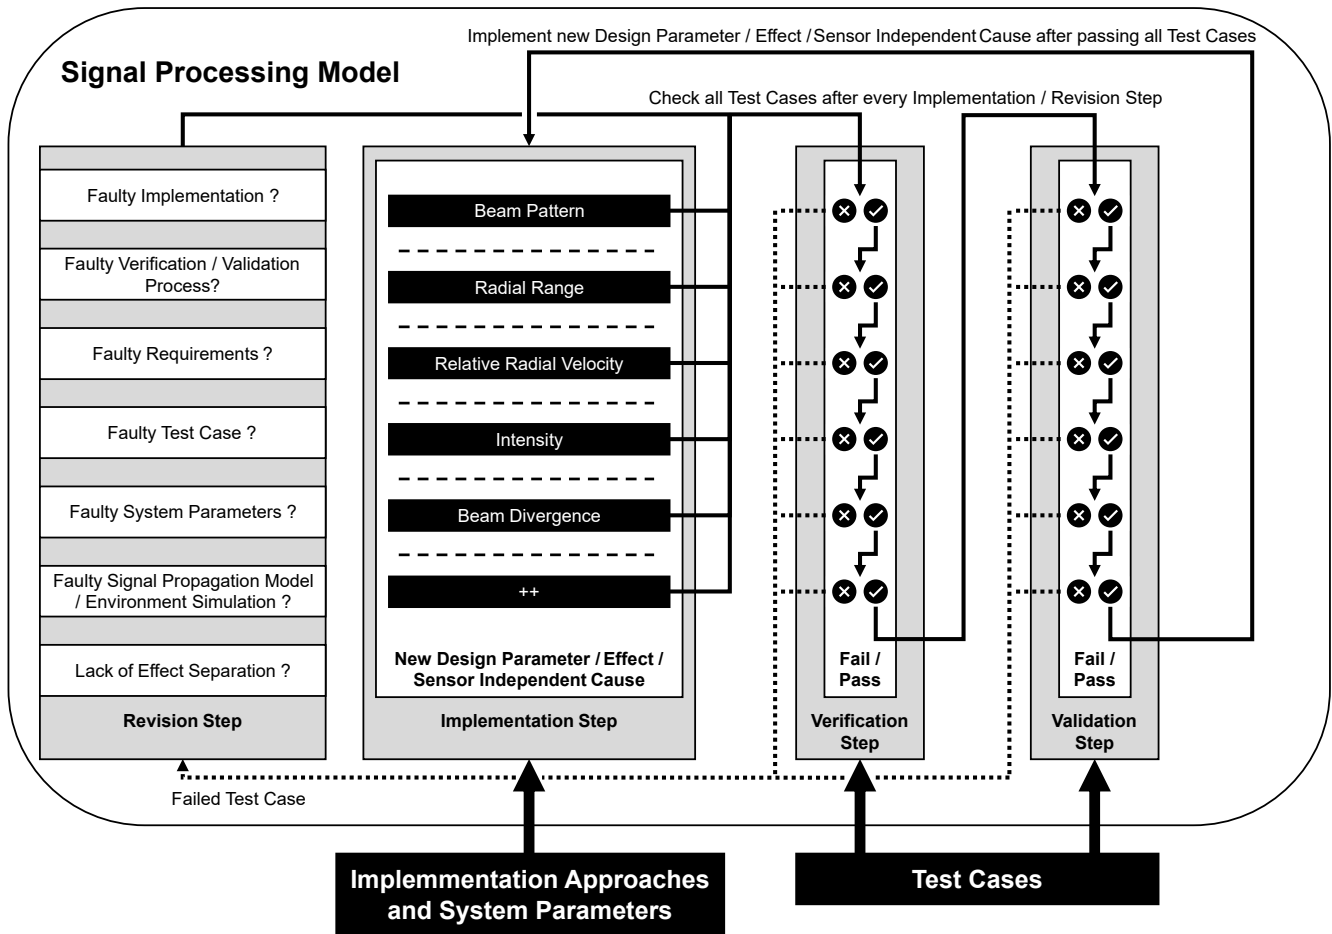 Implement new Design Parameter / Effect / Sensor Independent Cause after passing all Test Cases
Signal Processing Model
Check all Test Cases after every Implementation / Revision Step
Faulty Implementation ?
Faulty Verification / Validation
Process?
Faulty Requirements ?
Faulty Test Case ?
Faulty System Parameters ?
Faulty Signal Propagation Model
/ Environment Simulation ?
Lack of Effect Separation ?
Revision Step
Beam Pattern
Radial Range
Relative Radial Velocity
Intensity
Beam Divergence
++
New Design Parameter / Effect /
Sensor Independent Cause
Implementation Step
Fail /
Pass
Verification
Step
Fail /
Pass
Validation
Step
Failed Test Case
Implemmentation Approaches
and System Parameters
Test Cases